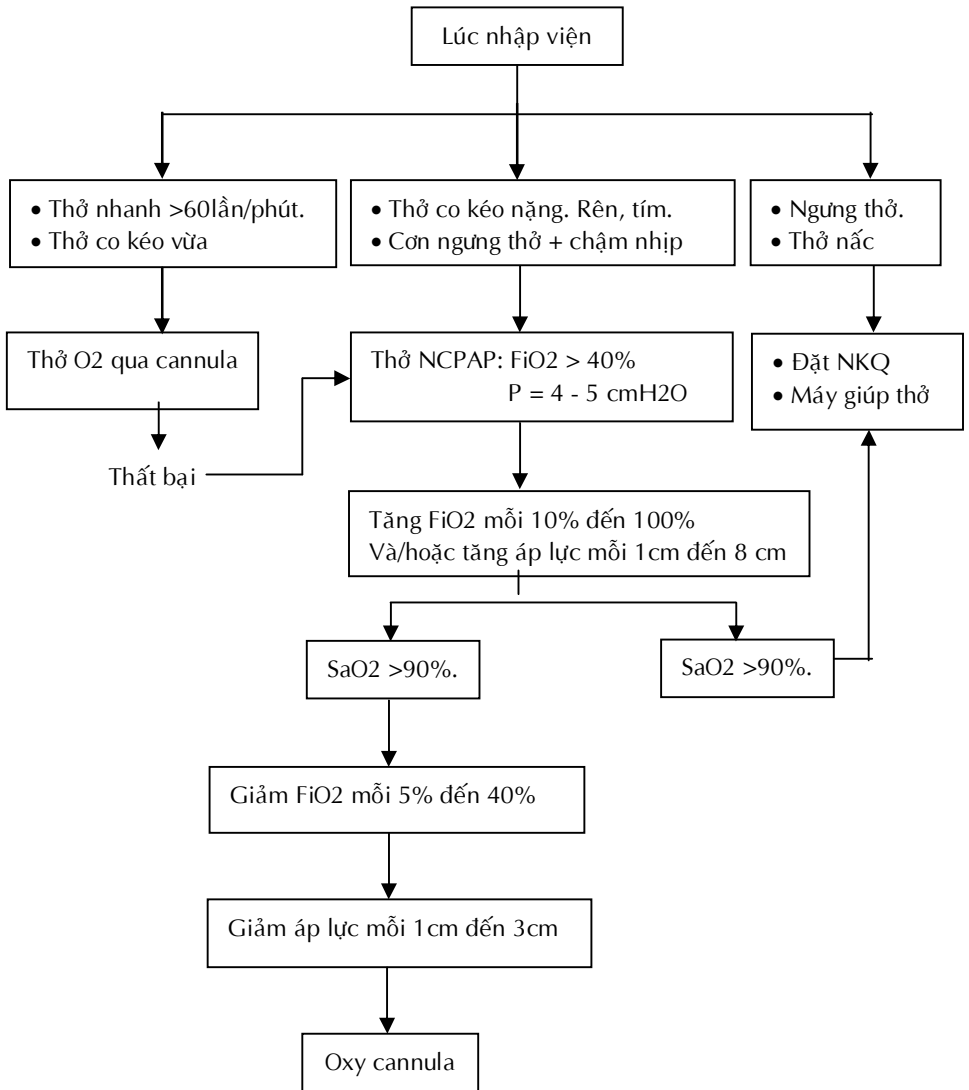 Lúc nhập viện
• Thở nhanh >60lần/phút.
• Thở co kéo vừa
• Thở co kéo nặng. Rên, tím.
• Cơn ngưng thở + chậm nhịp
• Ngưng thở.
• Thở nấc
Thở O2 qua cannula
Thở NCPAP: FiO2 > 40%
P = 4 - 5 cmH2O
• Đặt NKQ
• Máy giúp thở
Thất bại
Tăng FiO2 mỗi 10% đến 100%
Và/hoặc tăng áp lực mỗi 1cm đến 8 cm
SaO2 >90%.
SaO2 >90%.
Giảm FiO2 mỗi 5% đến 40%
Giảm áp lực mỗi 1cm đến 3cm
Oxy cannula